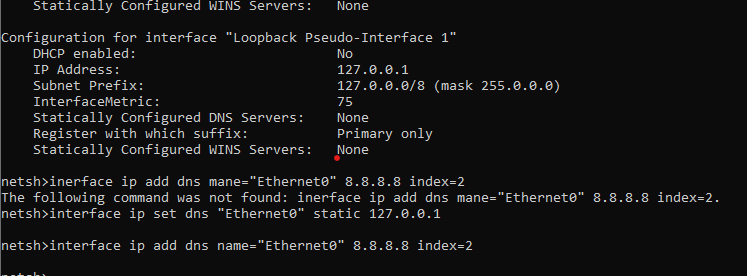 Statically Configured WINS Servers:   None
Configuration for interface "Loopback Pseudo-Interface 1"
DHCP enabled:                         No
IP Address:                           127.0.0.1
Subnet Prefix:                        127.0.0.0/8 (mask 255.0.0.0)
InterfaceMetric:                      75
Statically Configured DNS Servers:    None
Register with which suffix:           Primary only
Statically Configured WINS Servers:   None
netsh>inerface ip add dns mane="Ethernet0" 8.8.8.8 index=2
The following command was not found: inerface ip add dns mane="Ethernet0" 8.8.8.8 index=2.
netsh>interface ip set dns "Ethernet0" static 127.0.0.1
netsh>interface ip add dns name="Ethernet0" 8.8.8.8 index=2
netsh>